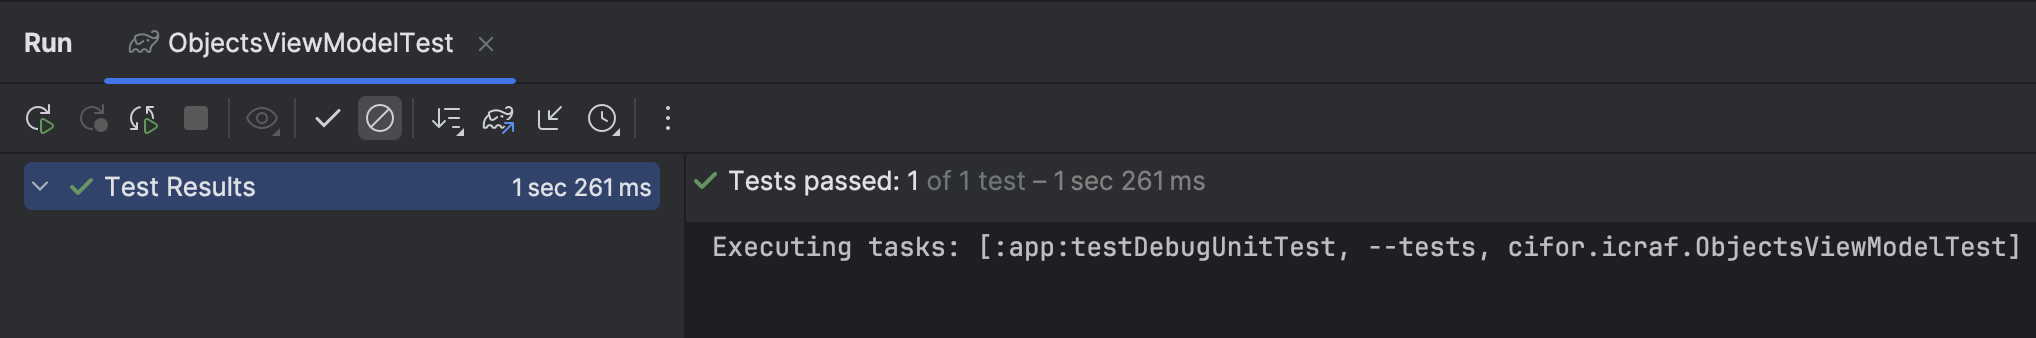 Run ObjectsViewModelTest
Test Results 1 sec 261 ms
Tests passed: 1 of 1 test – 1 sec 261 ms
Executing tasks: [:app:testDebugUnitTest, --tests, cifor.icraf.ObjectsViewModelTest]